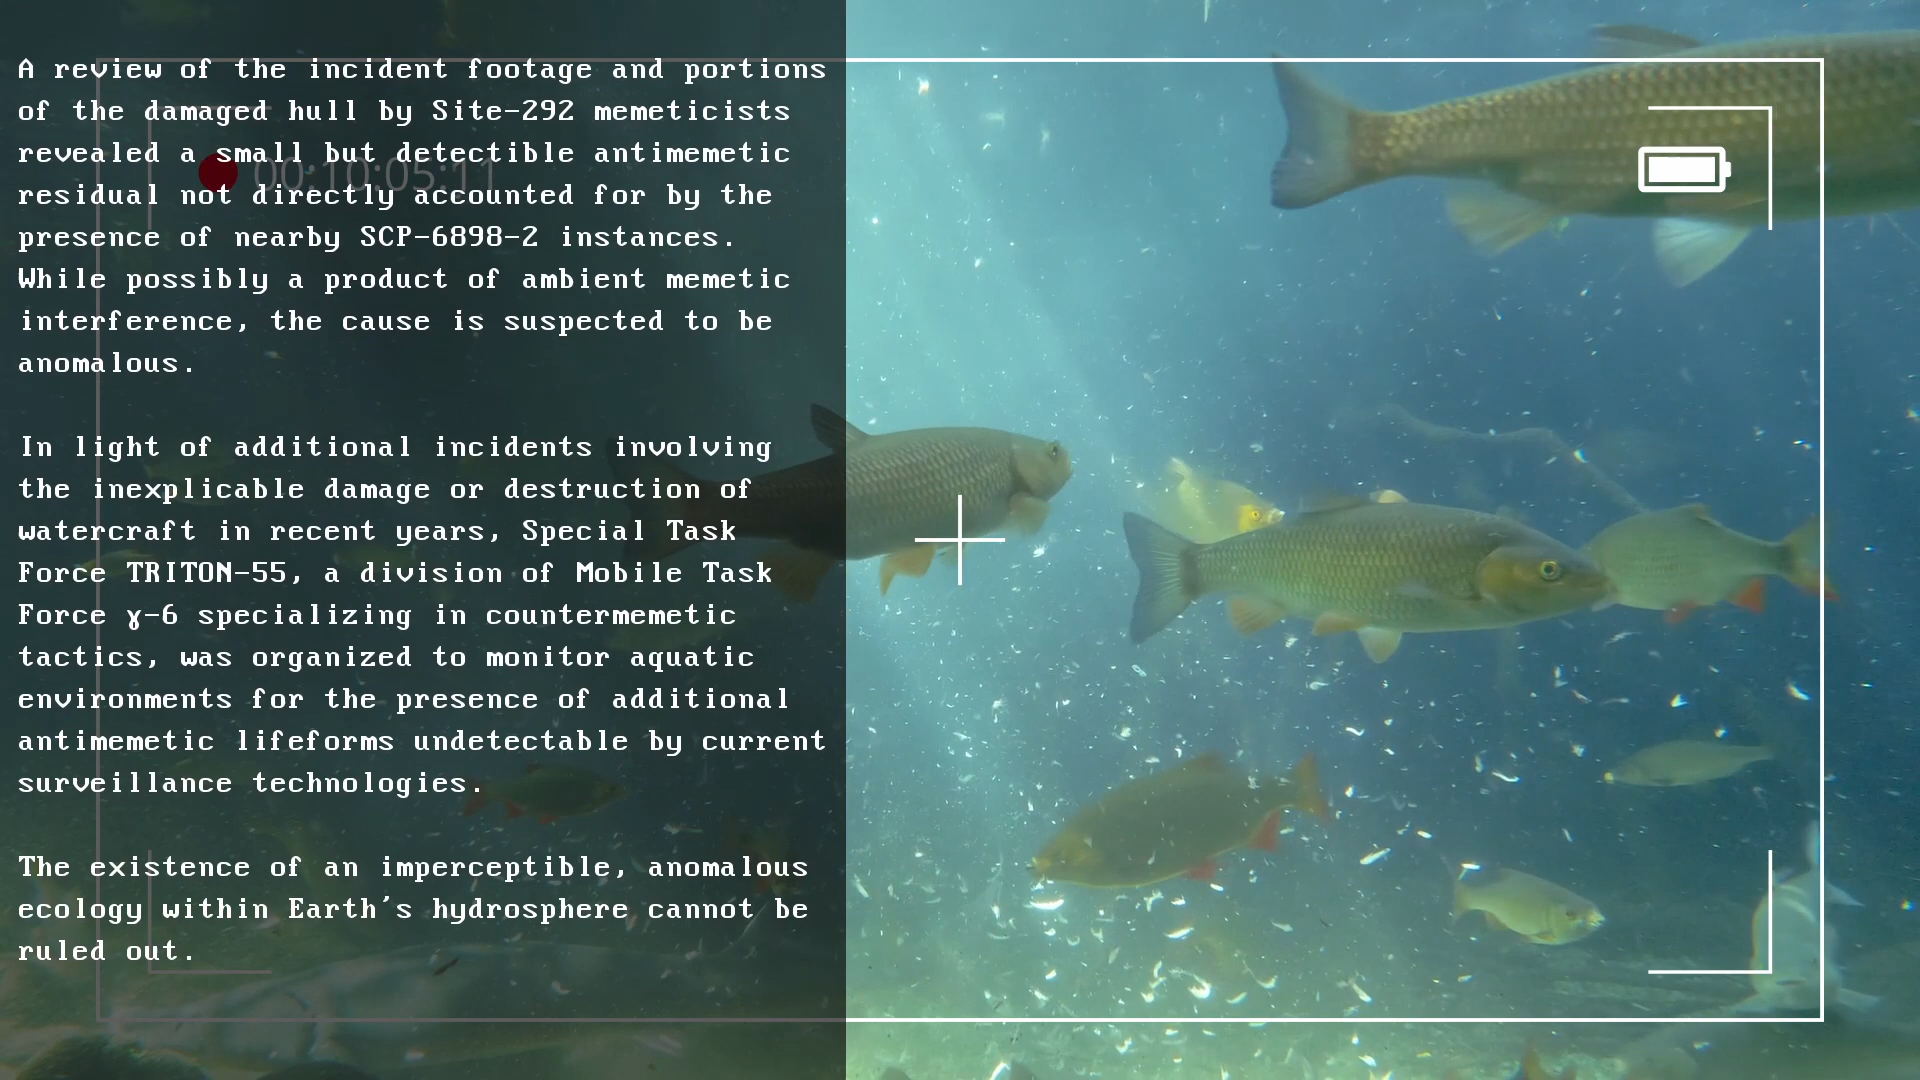 A review of the incident footage and portions
of the damaged hull by Site-292 memeticists
revealed a small but detectible antimemetic
00:10:05:11
residual not directly accounted for by the
presence of nearby SCP-6898-2 instances.
While possibly a product of ambient memetic
interference, the cause is suspected to be
anomalous.
In light of additional incidents involving
the inexplicable damage or destruction of
watercraft in recent years, Special Task
Force TRITON-55, a division of Mobile Task
Force γ-6 specializing in countermemetic
tactics, was organized to monitor aquatic
environments for the presence of additional
antimemetic lifeforms undetectable by current
surveillance technologies.
The existence of an imperceptible, anomalous
ecology within Earth's hydrosphere cannot be
ruled out.